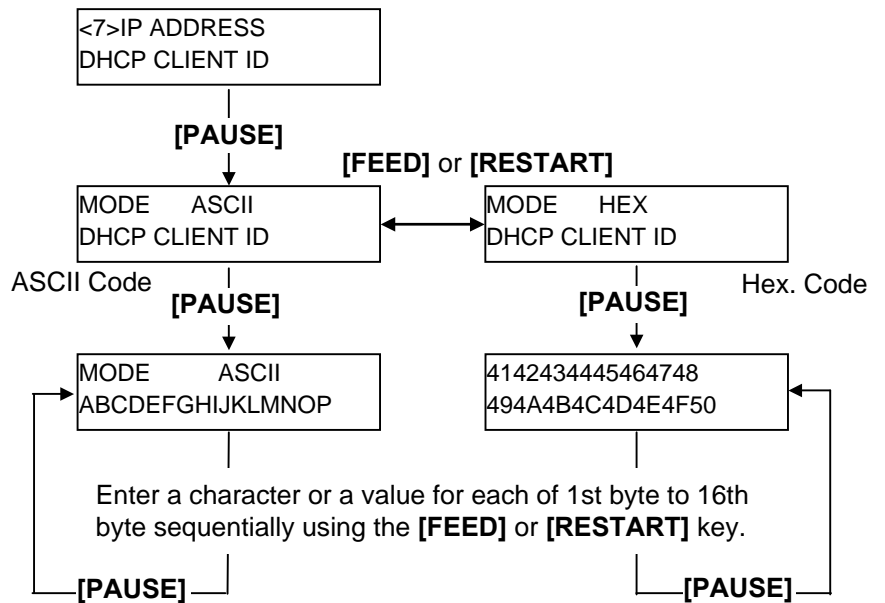 <7>IP ADDRESS
DHCP CLIENT ID
[PAUSE]
[FEED] or [RESTART]
MODE ASCII
DHCP CLIENT ID
MODE HEX
DHCP CLIENT ID
ASCII Code
[PAUSE]
[PAUSE]
Hex. Code
MODE ASCII
ABCDEFGHIJKLMNOP
4142434445464748
494A4B4C4D4E4F50
Enter a character or a value for each of 1st byte to 16th
byte sequentially using the [FEED] or [RESTART] key.
[PAUSE]
[PAUSE]